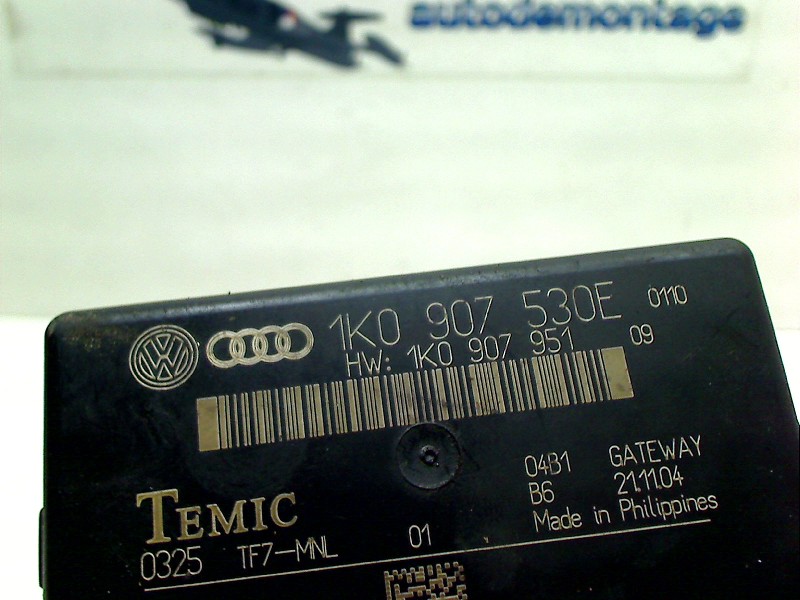 autodemontage
1K0 907 530E 0110
HW: 1K0 907 951 09
04B1 GATEWAY
B6 21.11.04
TEMIC Made in Philippines
0325 TF7-MNL 01